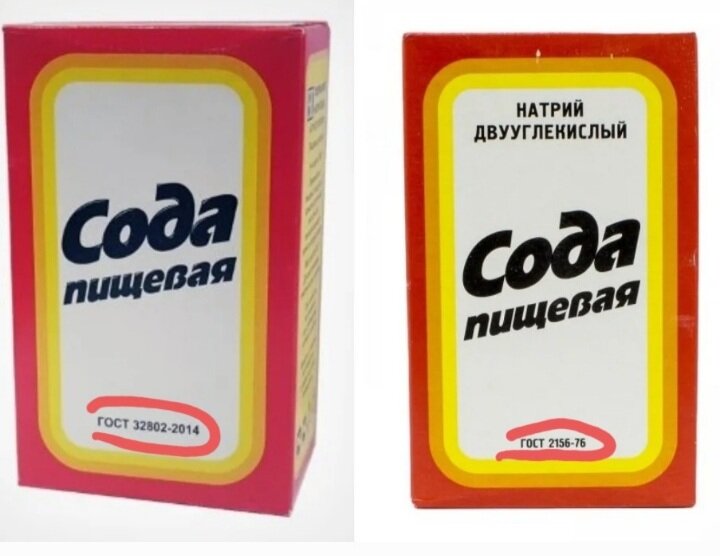 Сода
пищевая
ГОСТ 32802-2014
НАТРИЙ
ДВУУГЛЕКИСЛЫЙ
Сода
пищевая
ГОСТ 2156-76